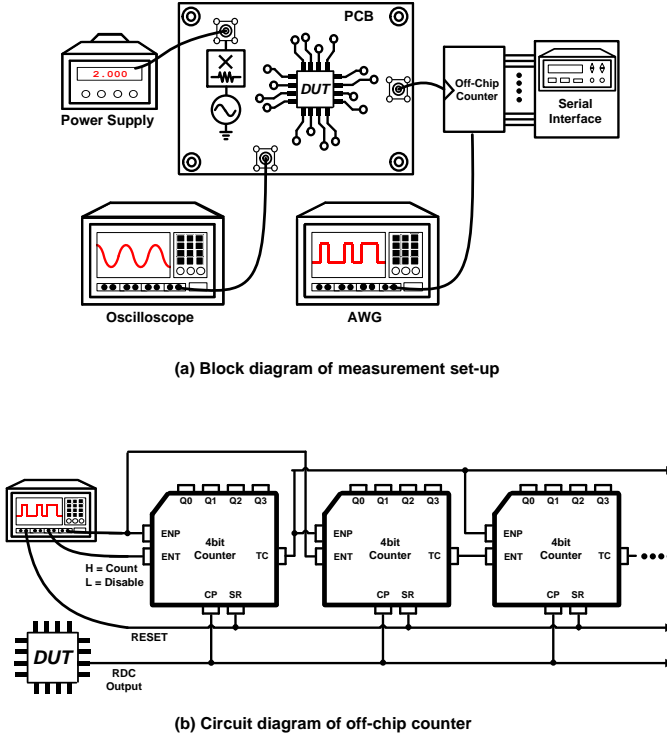 PCB
2.000
DUT
Power Supply
Off-Chip
Counter
Serial
Interface
Oscilloscope
AWG
(a) Block diagram of measurement set-up
Q0 Q1 Q2 Q3
Q0 Q1 Q2 Q3
Q0 Q1 Q2 Q3
ENP
ENT
4bit
Counter
TC
CP SR
ENP
ENT
4bit
Counter
TC
CP SR
ENP
ENT
4bit
Counter
TC
CP SR
H = Count
L = Disable
RESET
DUT
RDC
Output
(b) Circuit diagram of off-chip counter